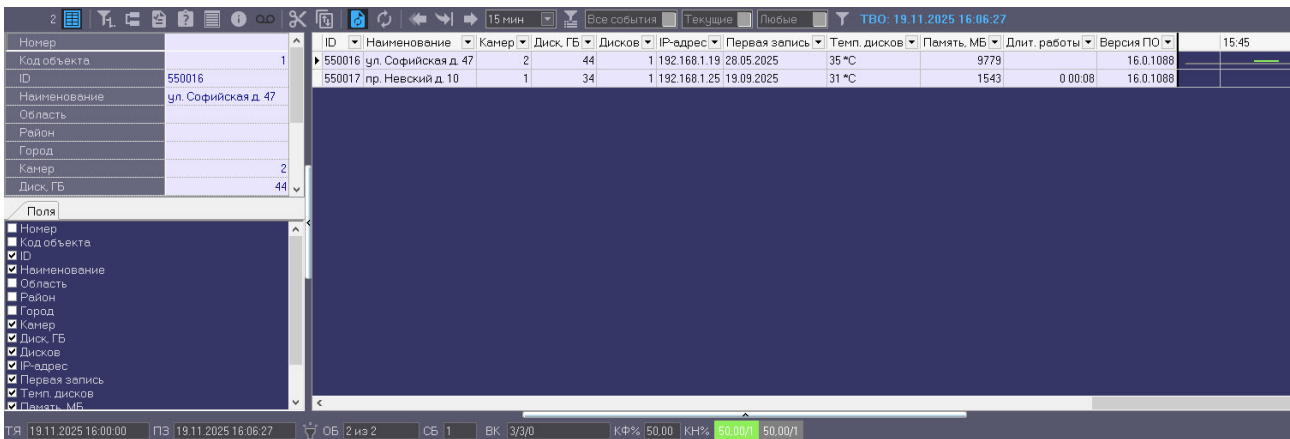 2 15 мин Все события Текущие Любые ТВО: 19.11.2025 16:06:27
Номер
Код объекта 1
ID 550016
Наименование ул. Софийская д. 47
Область
Район
Город
Камер 2
Диск, ГБ 44
ID Наименование Камер Диск, ГБ Дисков IP-адрес Первая запись Темп. дисков Память, МБ Длит. работы Версия ПО 15:45
550016 ул. Софийская д. 47 2 44 1 192.168.1.19 28.05.2025 35 *C 9779 16.0.1088
550017 пр. Невский д. 10 1 34 1 192.168.1.25 19.09.2025 31 *C 1543 0 00:08 16.0.1088
Поля
Номер
Код объекта
ID
Наименование
Область
Район
Город
Камер
Диск, ГБ
Дисков
IP-адрес
Первая запись
Темп. дисков
Память, МБ
ТЯ 19.11.2025 16:00:00 ПЗ 19.11.2025 16:06:27 ОБ 2 из 2 СБ 1 ВК 3/3/0 КФ% 50,00 КН% 50,00/1 50,00/1